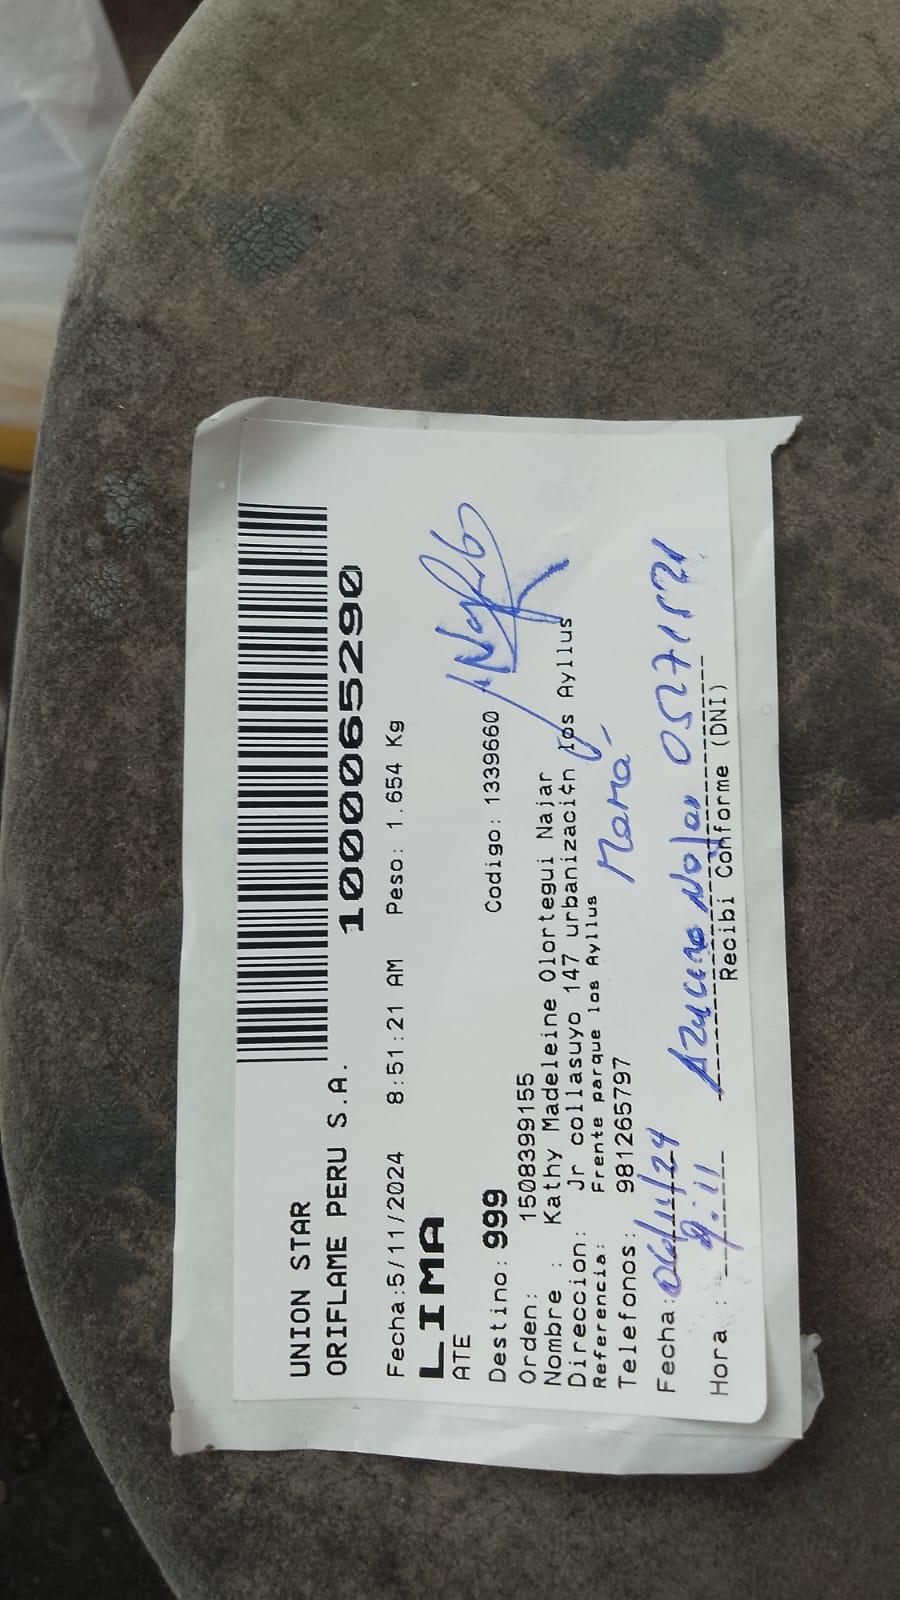 UNION STAR
ORIFLAME PERU S.A.
1000065290
Fecha:5/11/2024 8:51:21 AM Peso: 1.654 Kg
LIMA
ATE
Destino: 999 Codigo: 1339660
Orden: 1508399155
Nombre : Kathy Madeleine Olortegui Najar
Direccion: Jr collasuyo 147 urbanizaci¢n los Ayllus
Referencia: Frente parque los Ayllus
Mamá
Telefonos: 981265797
Fecha: 06/11/24 Azucena Najar
Hora : 9:11
Recibi Conforme (DNI)